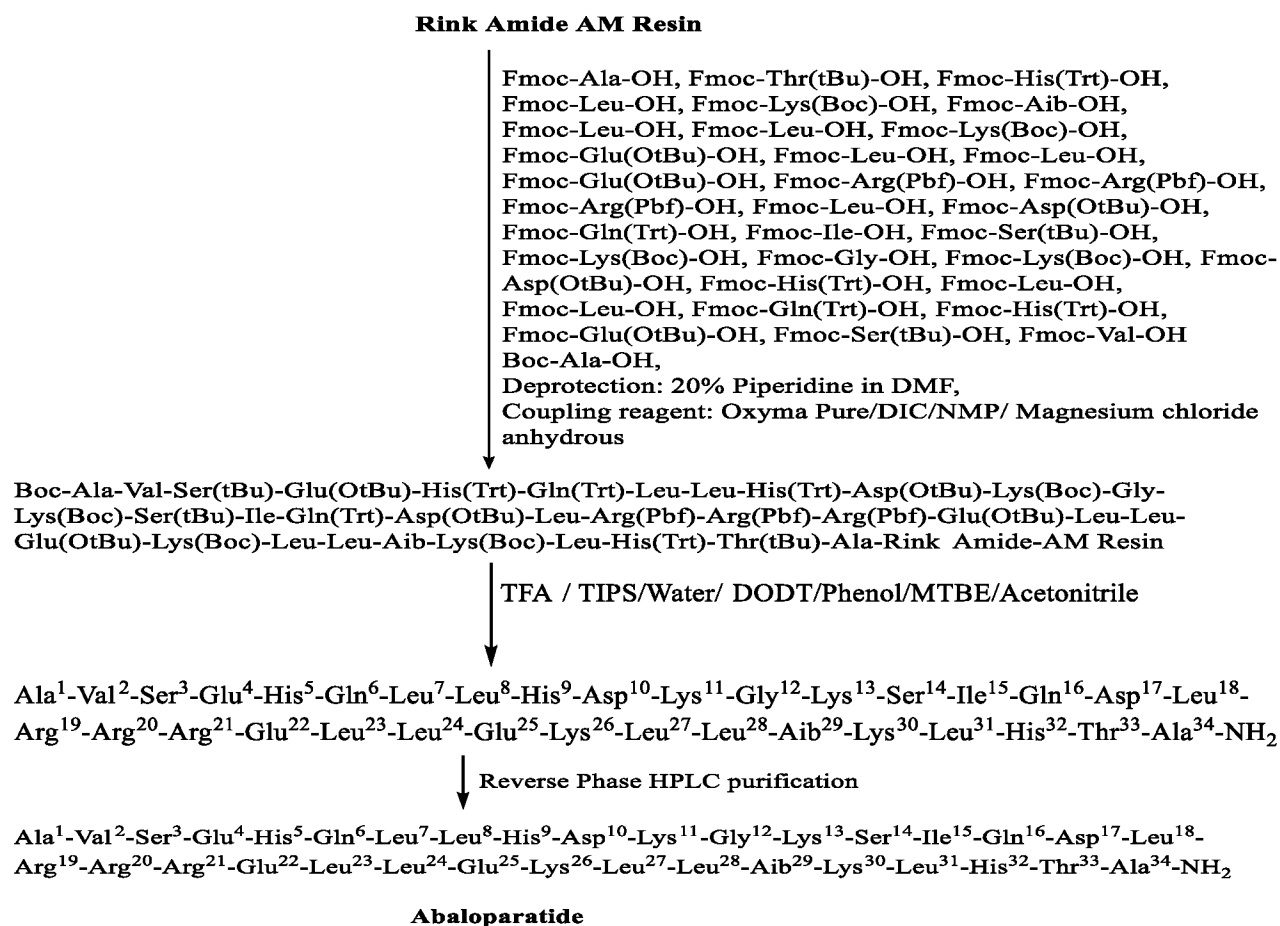 Rink Amide AM Resin
Fmoc-Ala-OH, Fmoc-Thr(tBu)-OH, Fmoc-His(Trt)-OH,
Fmoc-Leu-OH, Fmoc-Lys(Boc)-OH, Fmoc-Aib-OH,
Fmoc-Leu-OH, Fmoc-Leu-OH, Fmoc-Lys(Boc)-OH,
Fmoc-Glu(OtBu)-OH, Fmoc-Leu-OH, Fmoc-Leu-OH,
Fmoc-Glu(OtBu)-OH, Fmoc-Arg(Pbf)-OH, Fmoc-Arg(Pbf)-OH,
Fmoc-Arg(Pbf)-OH, Fmoc-Leu-OH, Fmoc-Asp(OtBu)-OH,
Fmoc-Gln(Trt)-OH, Fmoc-Ile-OH, Fmoc-Ser(tBu)-OH,
Fmoc-Lys(Boc)-OH, Fmoc-Gly-OH, Fmoc-Lys(Boc)-OH, Fmoc-
Asp(OtBu)-OH, Fmoc-His(Trt)-OH, Fmoc-Leu-OH,
Fmoc-Leu-OH, Fmoc-Gln(Trt)-OH, Fmoc-His(Trt)-OH,
Fmoc-Glu(OtBu)-OH, Fmoc-Ser(tBu)-OH, Fmoc-Val-OH
Boc-Ala-OH,
Deprotection: 20% Piperidine in DMF,
Coupling reagent: Oxyma Pure/DIC/NMP/ Magnesium chloride
anhydrous
Boc-Ala-Val-Ser(tBu)-Glu(OtBu)-His(Trt)-Gln(Trt)-Leu-Leu-His(Trt)-Asp(OtBu)-Lys(Boc)-Gly-
Lys(Boc)-Ser(tBu)-Ile-Gln(Trt)-Asp(OtBu)-Leu-Arg(Pbf)-Arg(Pbf)-Arg(Pbf)-Glu(OtBu)-Leu-Leu-
Glu(OtBu)-Lys(Boc)-Leu-Leu-Aib-Lys(Boc)-Leu-His(Trt)-Thr(tBu)-Ala-Rink Amide-AM Resin
TFA / TIPS/Water/ DODT/Phenol/MTBE/Acetonitrile
Ala¹-Val²-Ser³-Glu⁴-His⁵-Gln⁶-Leu⁷-Leu⁸-His⁹-Asp¹⁰-Lys¹¹-Gly¹²-Lys¹³-Ser¹⁴-Ile¹⁵-Gln¹⁶-Asp¹⁷-Leu¹⁸-
Arg¹⁹-Arg²⁰-Arg²¹-Glu²²-Leu²³-Leu²⁴-Glu²⁵-Lys²⁶-Leu²⁷-Leu²⁸-Aib²⁹-Lys³⁰-Leu³¹-His³²-Thr³³-Ala³⁴-NH₂
Reverse Phase HPLC purification
Ala¹-Val²-Ser³-Glu⁴-His⁵-Gln⁶-Leu⁷-Leu⁸-His⁹-Asp¹⁰-Lys¹¹-Gly¹²-Lys¹³-Ser¹⁴-Ile¹⁵-Gln¹⁶-Asp¹⁷-Leu¹⁸-
Arg¹⁹-Arg²⁰-Arg²¹-Glu²²-Leu²³-Leu²⁴-Glu²⁵-Lys²⁶-Leu²⁷-Leu²⁸-Aib²⁹-Lys³⁰-Leu³¹-His³²-Thr³³-Ala³⁴-NH₂
Abaloparatide